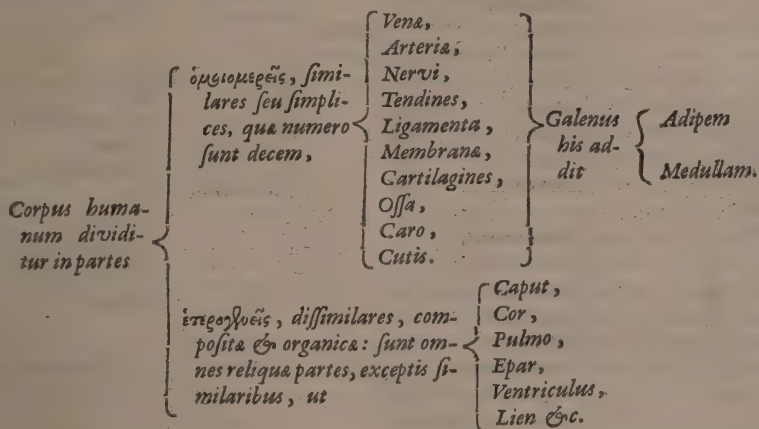 Corpus huma-
num dividi-
tur in partes
ὁμοιομερεῖς, ſimi-
lares ſeu ſimpli-
ces, quæ numero
ſunt decem,
Venæ,
Arteriæ,
Nervi,
Tendines,
Ligamenta,
Membranæ,
Cartilagines,
Oſſa,
Caro,
Cutis.
Galenus
his ad-
dit
Adipem
Medullam.
ἑτερογλυεῖς, diſſimilares, com-
poſitæ & organicæ: ſunt om-
nes reliquæ partes, exceptis ſi-
milaribus, ut
Caput,
Cor,
Pulmo,
Epar,
Ventriculus,
Lien &c.